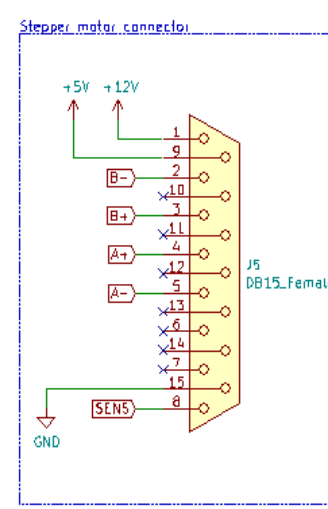 Stepper motor connector
+5V +12V
1
9
B- 2
10
B+ 3
11
A+ 4
12
A- 5
13
6
14
7
15
SENS 8
GND
J5
DB15_Femal